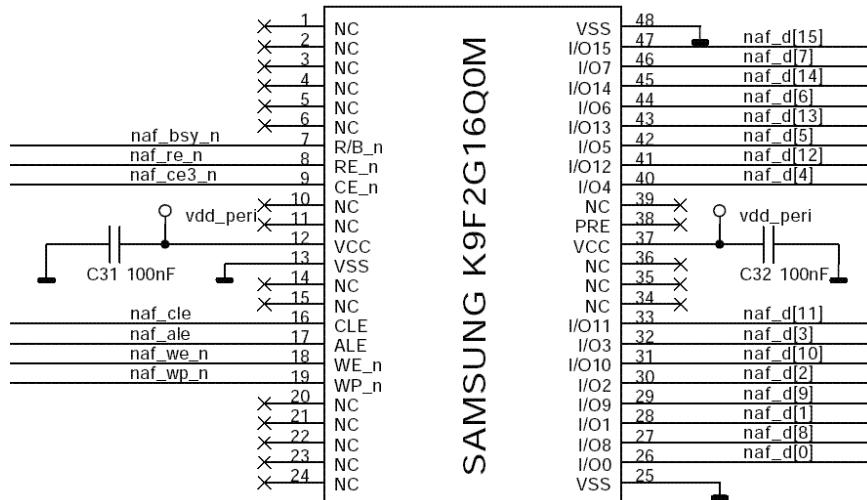 1 NC
2 NC
3 NC
4 NC
5 NC
6 NC
naf_bsy_n 7 R/B_n
naf_re_n 8 RE_n
naf_ce3_n 9 CE_n
10 NC
vdd_peri 11 NC
12 VCC
C31 100nF 13 VSS
14 NC
15 NC
naf_cle 16 CLE
naf_ale 17 ALE
naf_we_n 18 WE_n
naf_wp_n 19 WP_n
20 NC
21 NC
22 NC
23 NC
24 NC
SAMSUNG K9F2G16Q0M
VSS 48
I/O15 47 naf_d[15]
I/O7 46 naf_d[7]
I/O14 45 naf_d[14]
I/O6 44 naf_d[6]
I/O13 43 naf_d[13]
I/O5 42 naf_d[5]
I/O12 41 naf_d[12]
I/O4 40 naf_d[4]
NC 39
PRE 38 vdd_peri
VCC 37
NC 36 C32 100nF
NC 35
NC 34
I/O11 33 naf_d[11]
I/O3 32 naf_d[3]
I/O10 31 naf_d[10]
I/O2 30 naf_d[2]
I/O9 29 naf_d[9]
I/O1 28 naf_d[1]
I/O8 27 naf_d[8]
I/O0 26 naf_d[0]
VSS 25